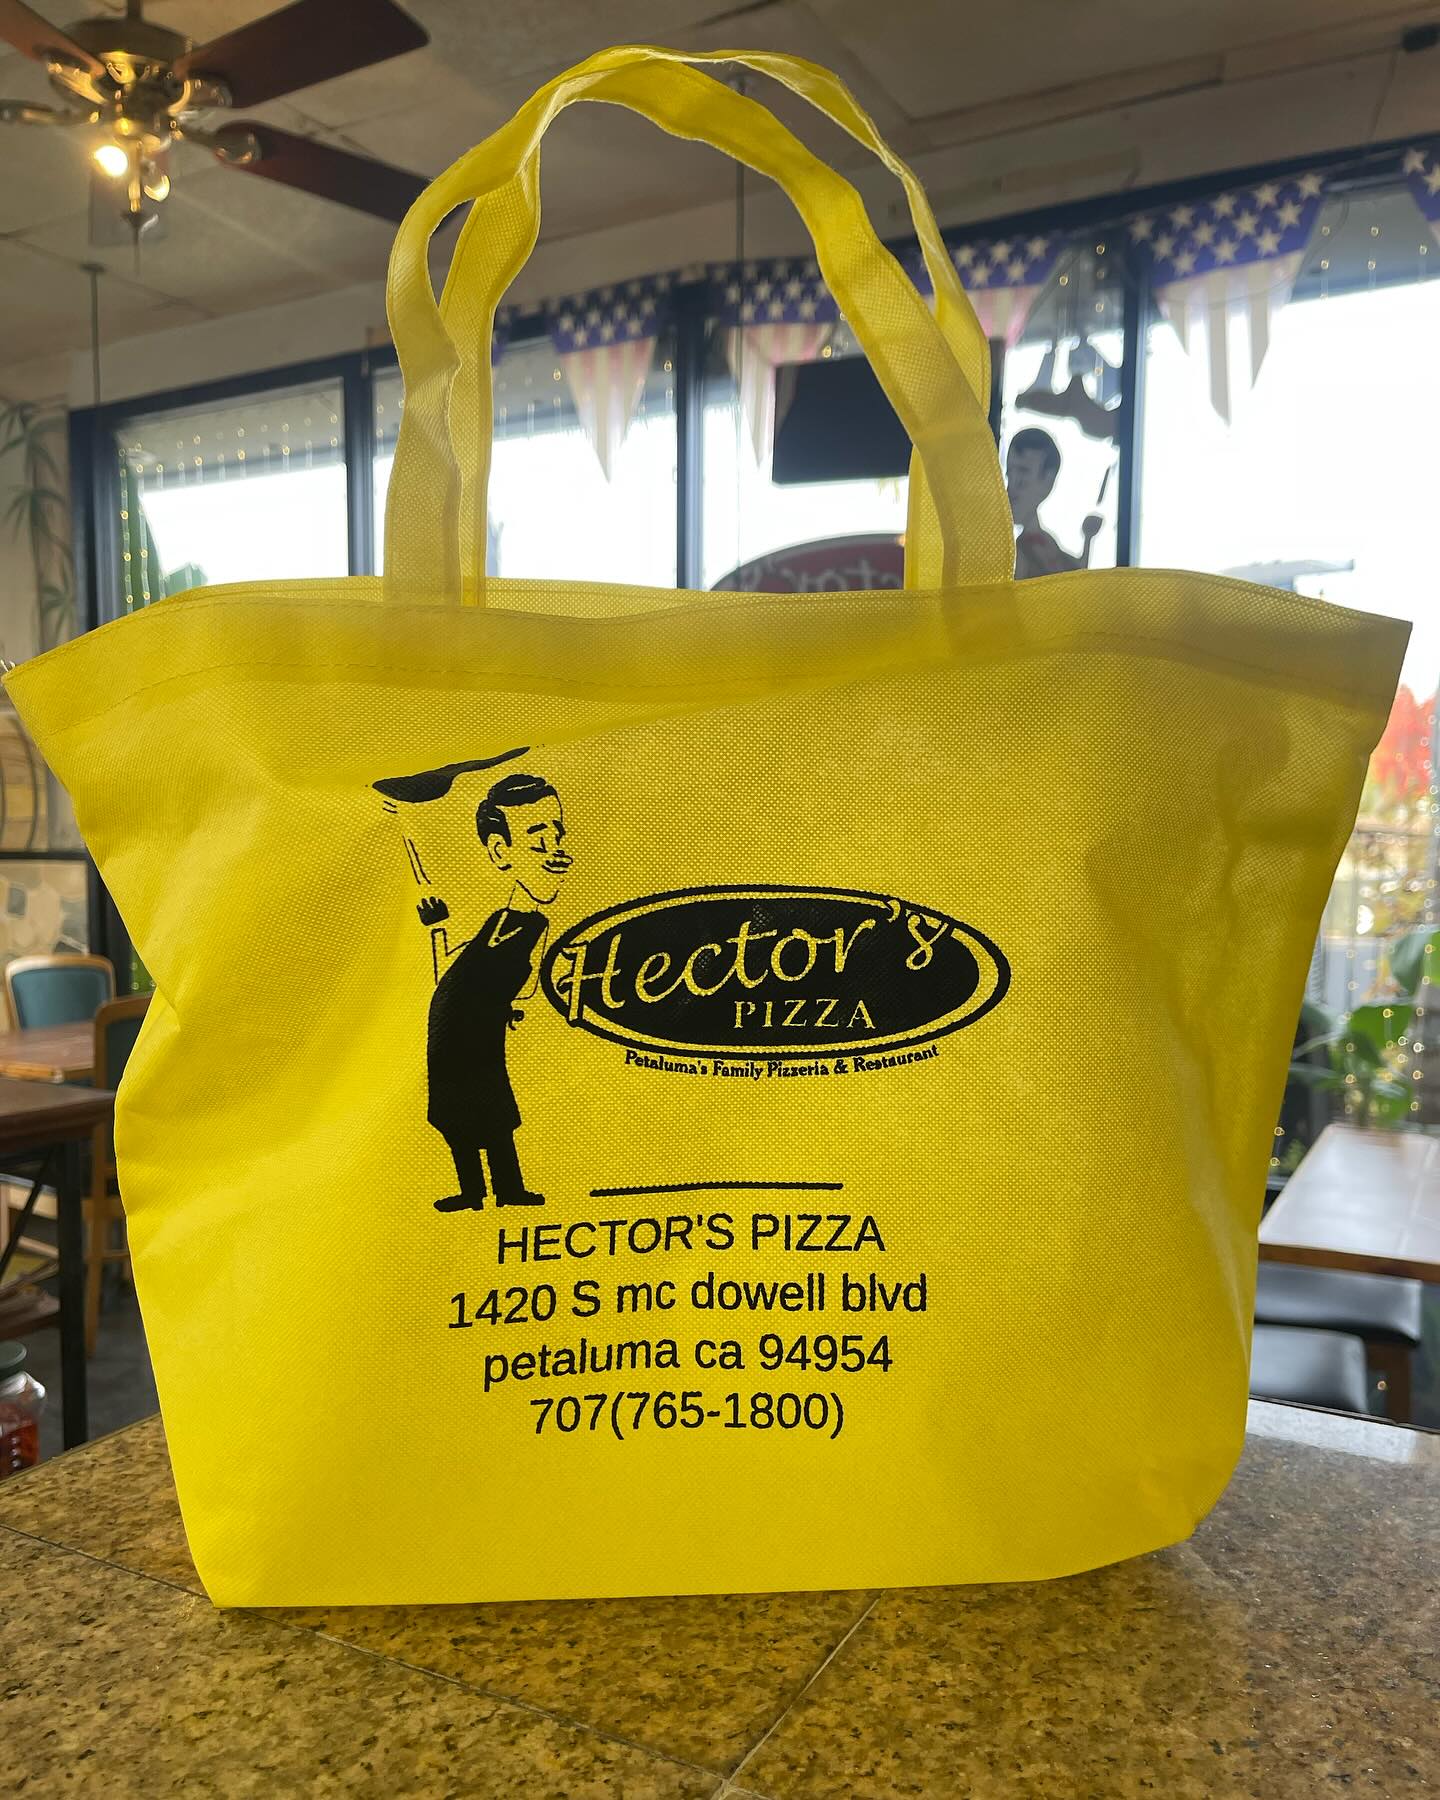 Hector's
PIZZA
Petaluma's Family Pizzeria & Restaurant
HECTOR'S PIZZA
1420 S mc dowell blvd
petaluma ca 94954
707(765-1800)